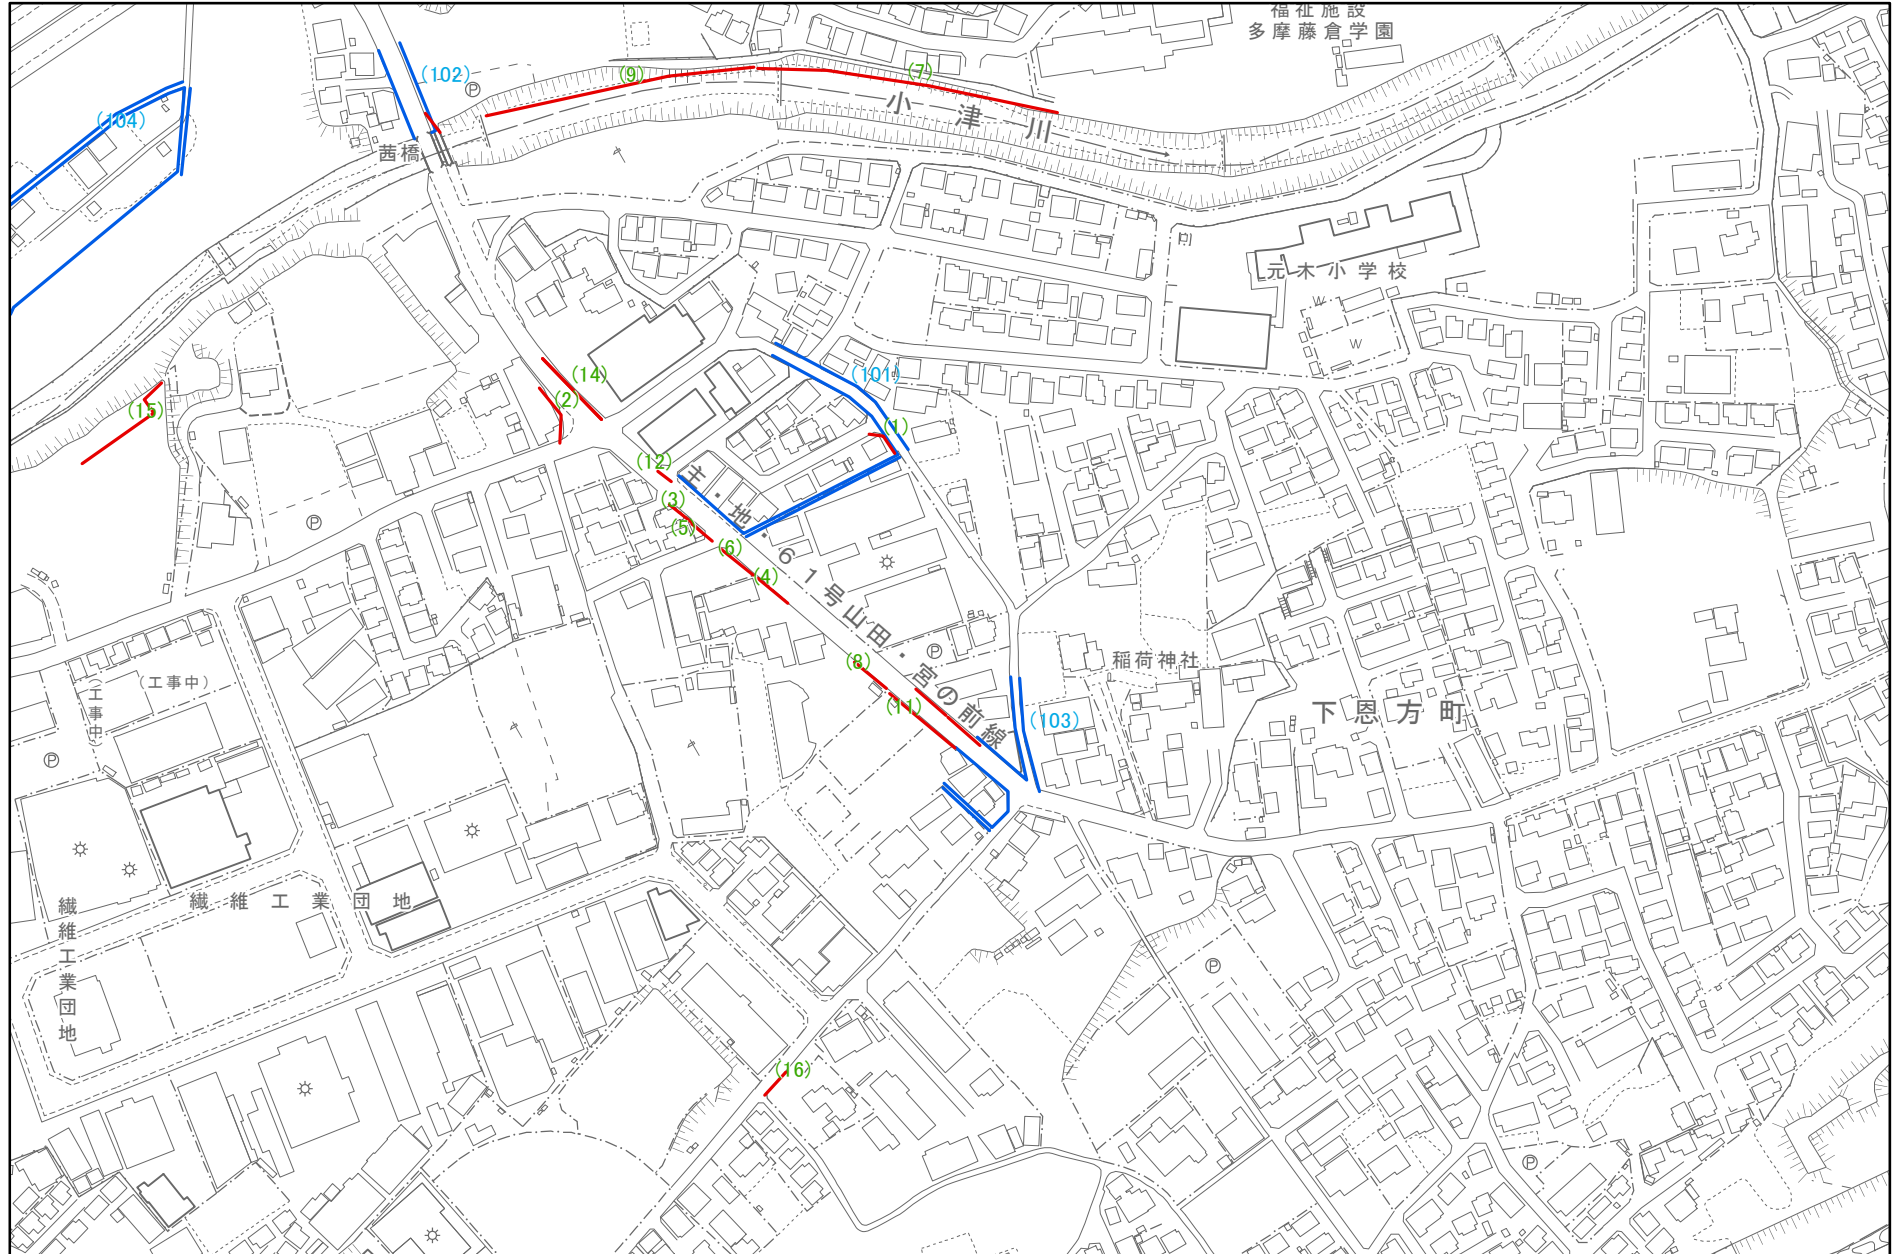 福祉施設
多摩藤倉学園
(102)
(9)
(7)
(104)
小津川
茜橋
元木小学校
(14)
(101)
(2)
(15)
(1)
(12)
(3)
(5)
(6)
(4)
主・地・61号山田・宮の前線
(8)
(11)
稲荷神社
(103)
下恩方町
(工事中)
(工事中)
繊維工業団地
繊維工業団地
(16)
P
P
P
P
P
P
W
W